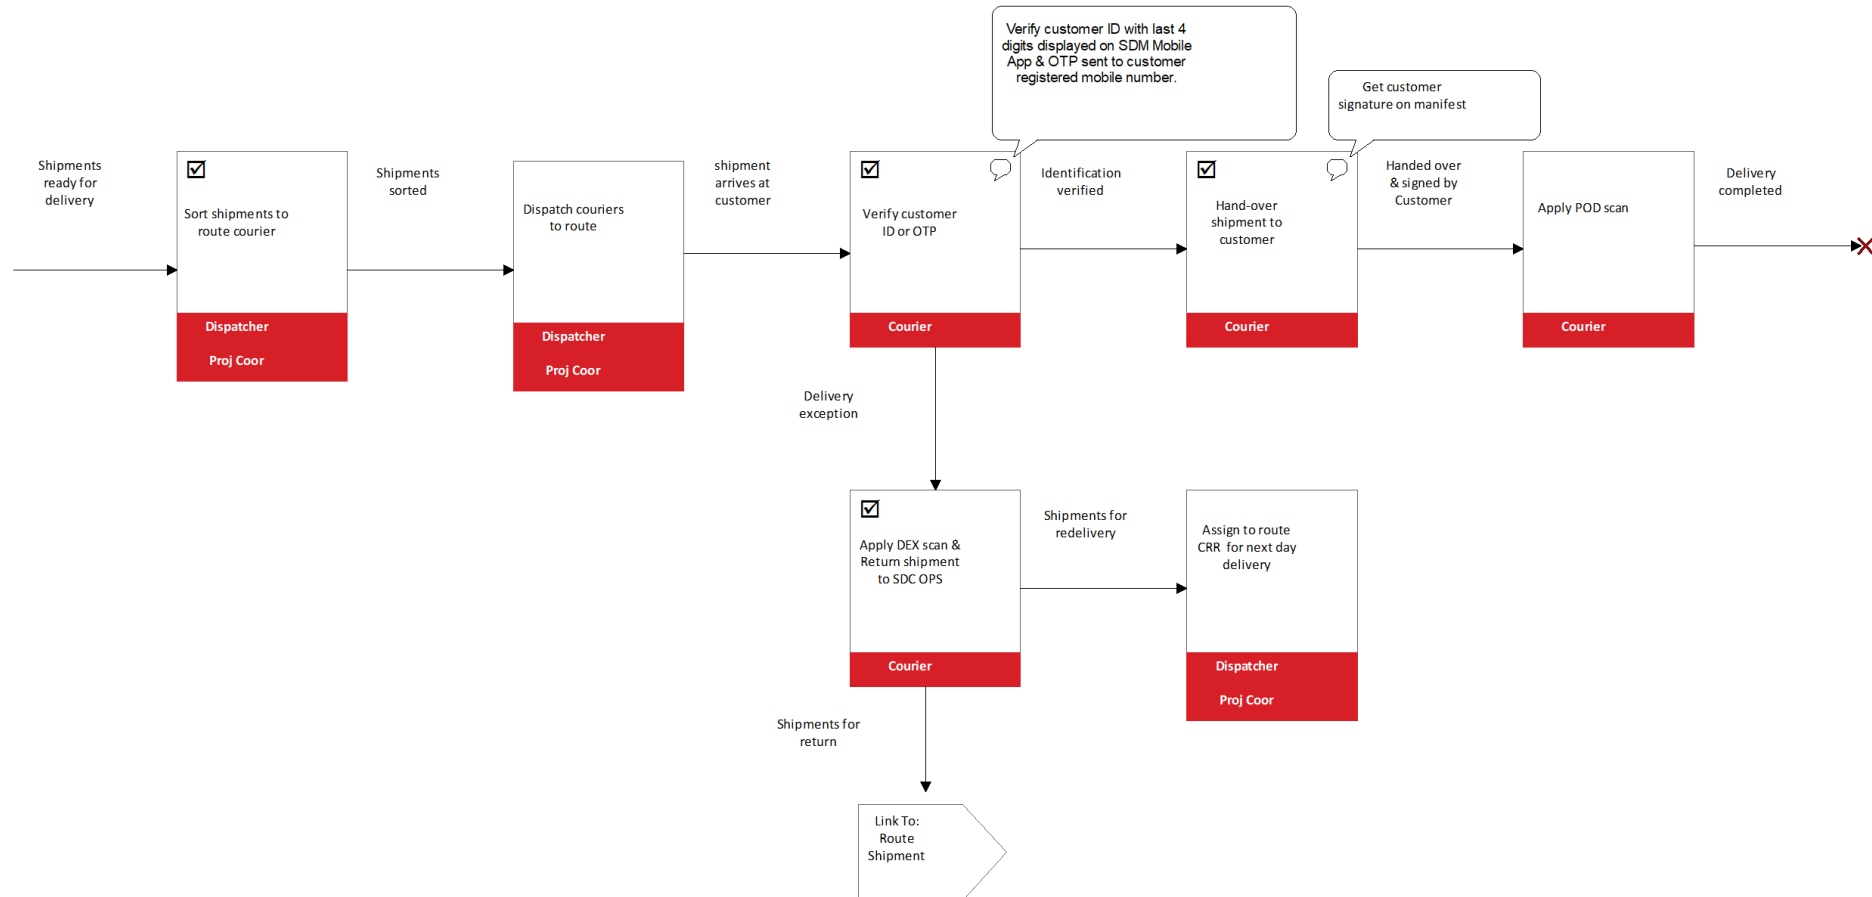 Verify customer ID with last 4
digits displayed on SDM Mobile
App & OTP sent to customer
registered mobile number.
Get customer
signature on manifest
Shipments
ready for
delivery
Sort shipments to
route courier
Dispatcher
Proj Coor
Shipments
sorted
Dispatch couriers
to route
Dispatcher
Proj Coor
shipment
arrives at
customer
Verify customer
ID or OTP
Courier
Identification
verified
Hand-over
shipment to
customer
Courier
Handed over
& signed by
Customer
Apply POD scan
Courier
Delivery
completed
Delivery
exception
Apply DEX scan &
Return shipment
to SDC OPS
Courier
Shipments for
redelivery
Assign to route
CRR for next day
delivery
Dispatcher
Proj Coor
Shipments for
return
Link To:
Route
Shipment